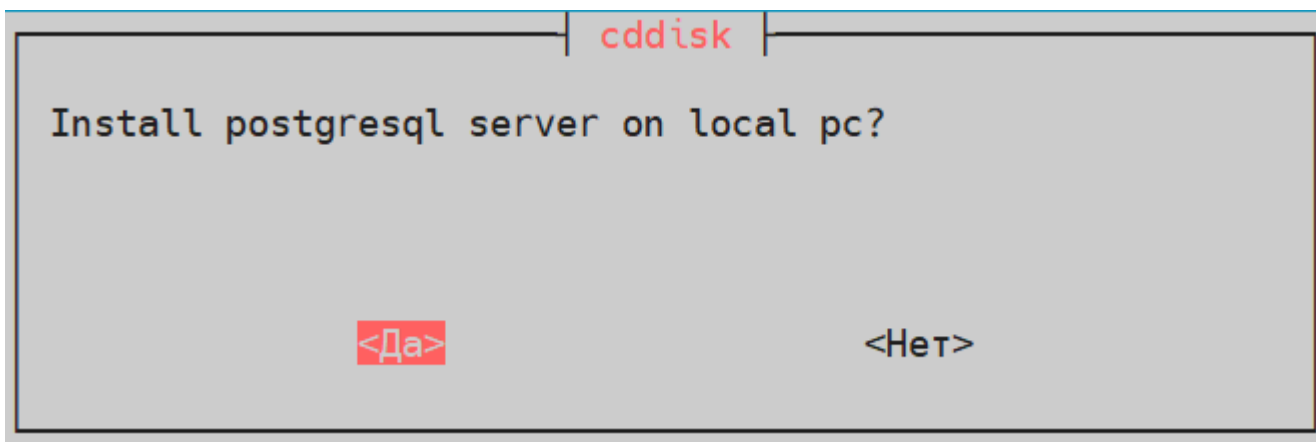 cddisk
Install postgresql server on local pc?
<Да> <Нет>